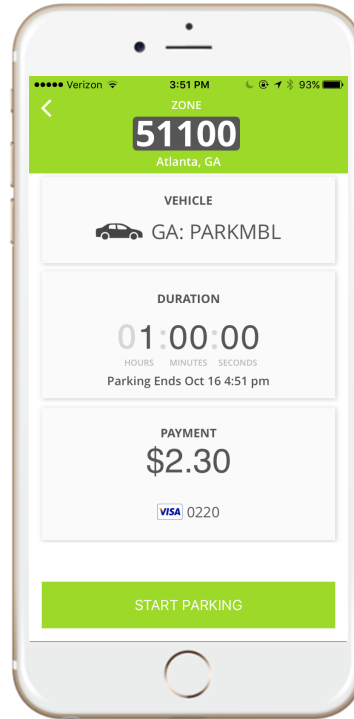 ●●●●● Verizon 3:51 PM 93%
ZONE
51100
Atlanta, GA
VEHICLE
GA: PARKMBL
DURATION
01:00:00
HOURS MINUTES SECONDS
Parking Ends Oct 16 4:51 pm
PAYMENT
$2.30
VISA 0220
START PARKING